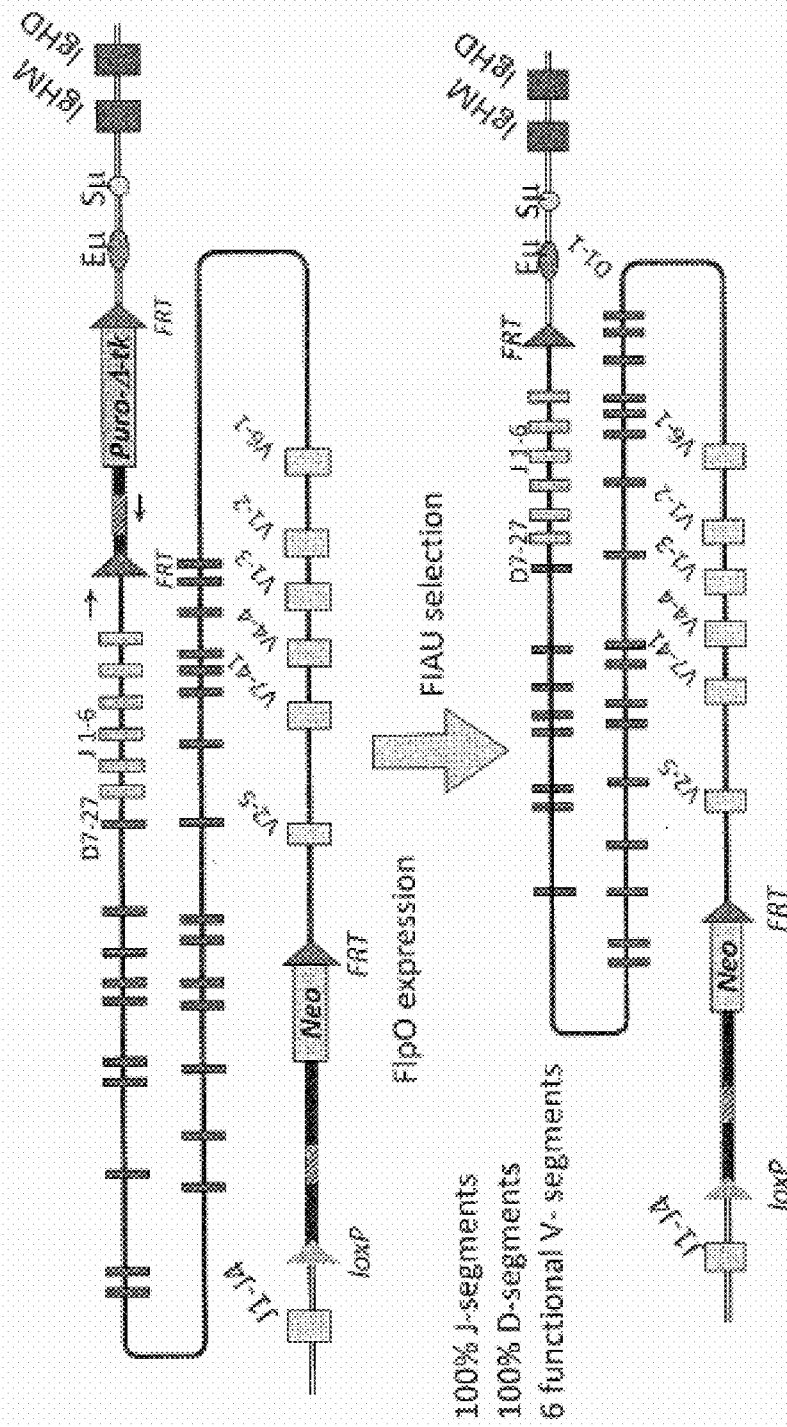 IgHD
IgHM
Sμ
Eμ
Puro-Δ-tk
FRT
FRT
J 1-6
D7-27
V6-1
V1-2
V1-3
V4-4
V7-41
V2-5
FRT
Neo
loxP
J1-J4
FlpO expression
FIAU selection
IgHD
IgHM
Sμ
Eμ
FRT
J 1-6
D7-27
D1-1
V6-1
V1-2
V1-3
V4-4
V7-41
V2-5
FRT
Neo
loxP
J1-J4
100% J-segments
100% D-segments
6 functional V- segments